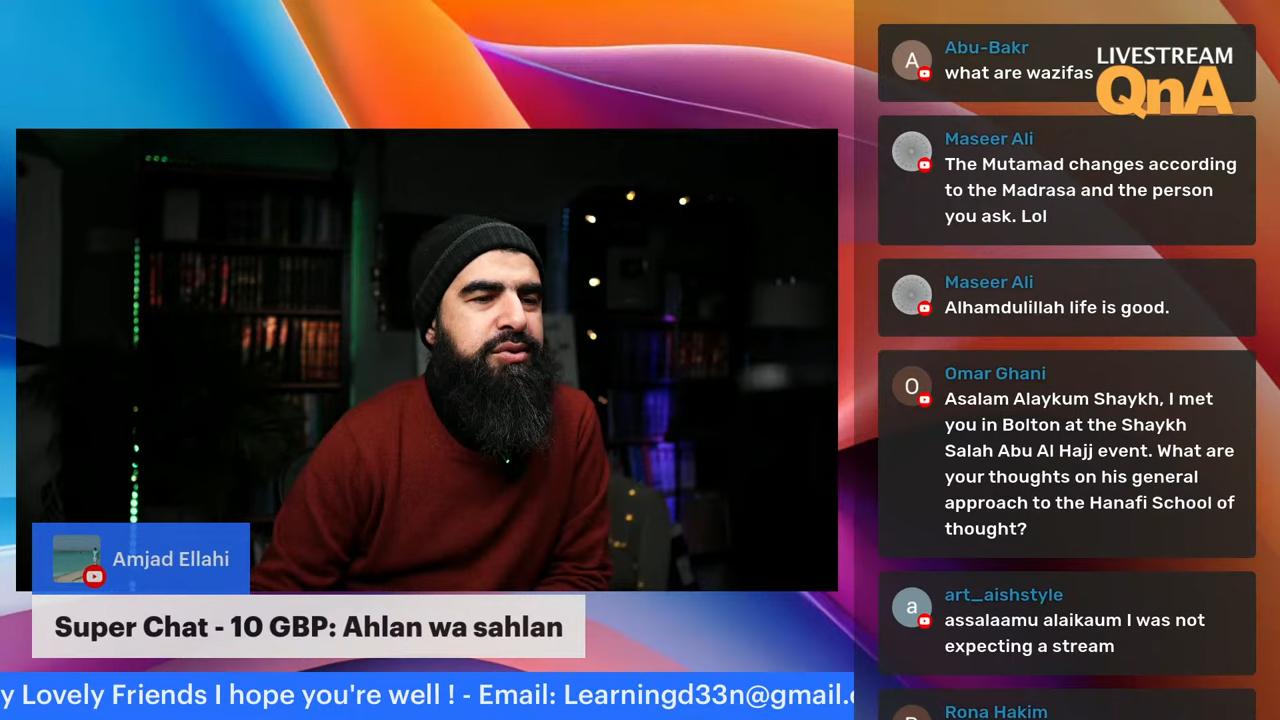 LIVESTREAM
QnA
Abu-Bakr
what are wazifas
Maseer Ali
The Mutamad changes according
to the Madrasa and the person
you ask. Lol
Maseer Ali
Alhamdulillah life is good.
Omar Ghani
Asalam Alaykum Shaykh, I met
you in Bolton at the Shaykh
Salah Abu Al Hajj event. What are
your thoughts on his general
approach to the Hanafi School of
thought?
art_aishstyle
assalaamu alaikaum I was not
expecting a stream
Rona Hakim
Amjad Ellahi
Super Chat - 10 GBP: Ahlan wa sahlan
y Lovely Friends I hope you're well ! - Email: Learningd33n@gmail.c